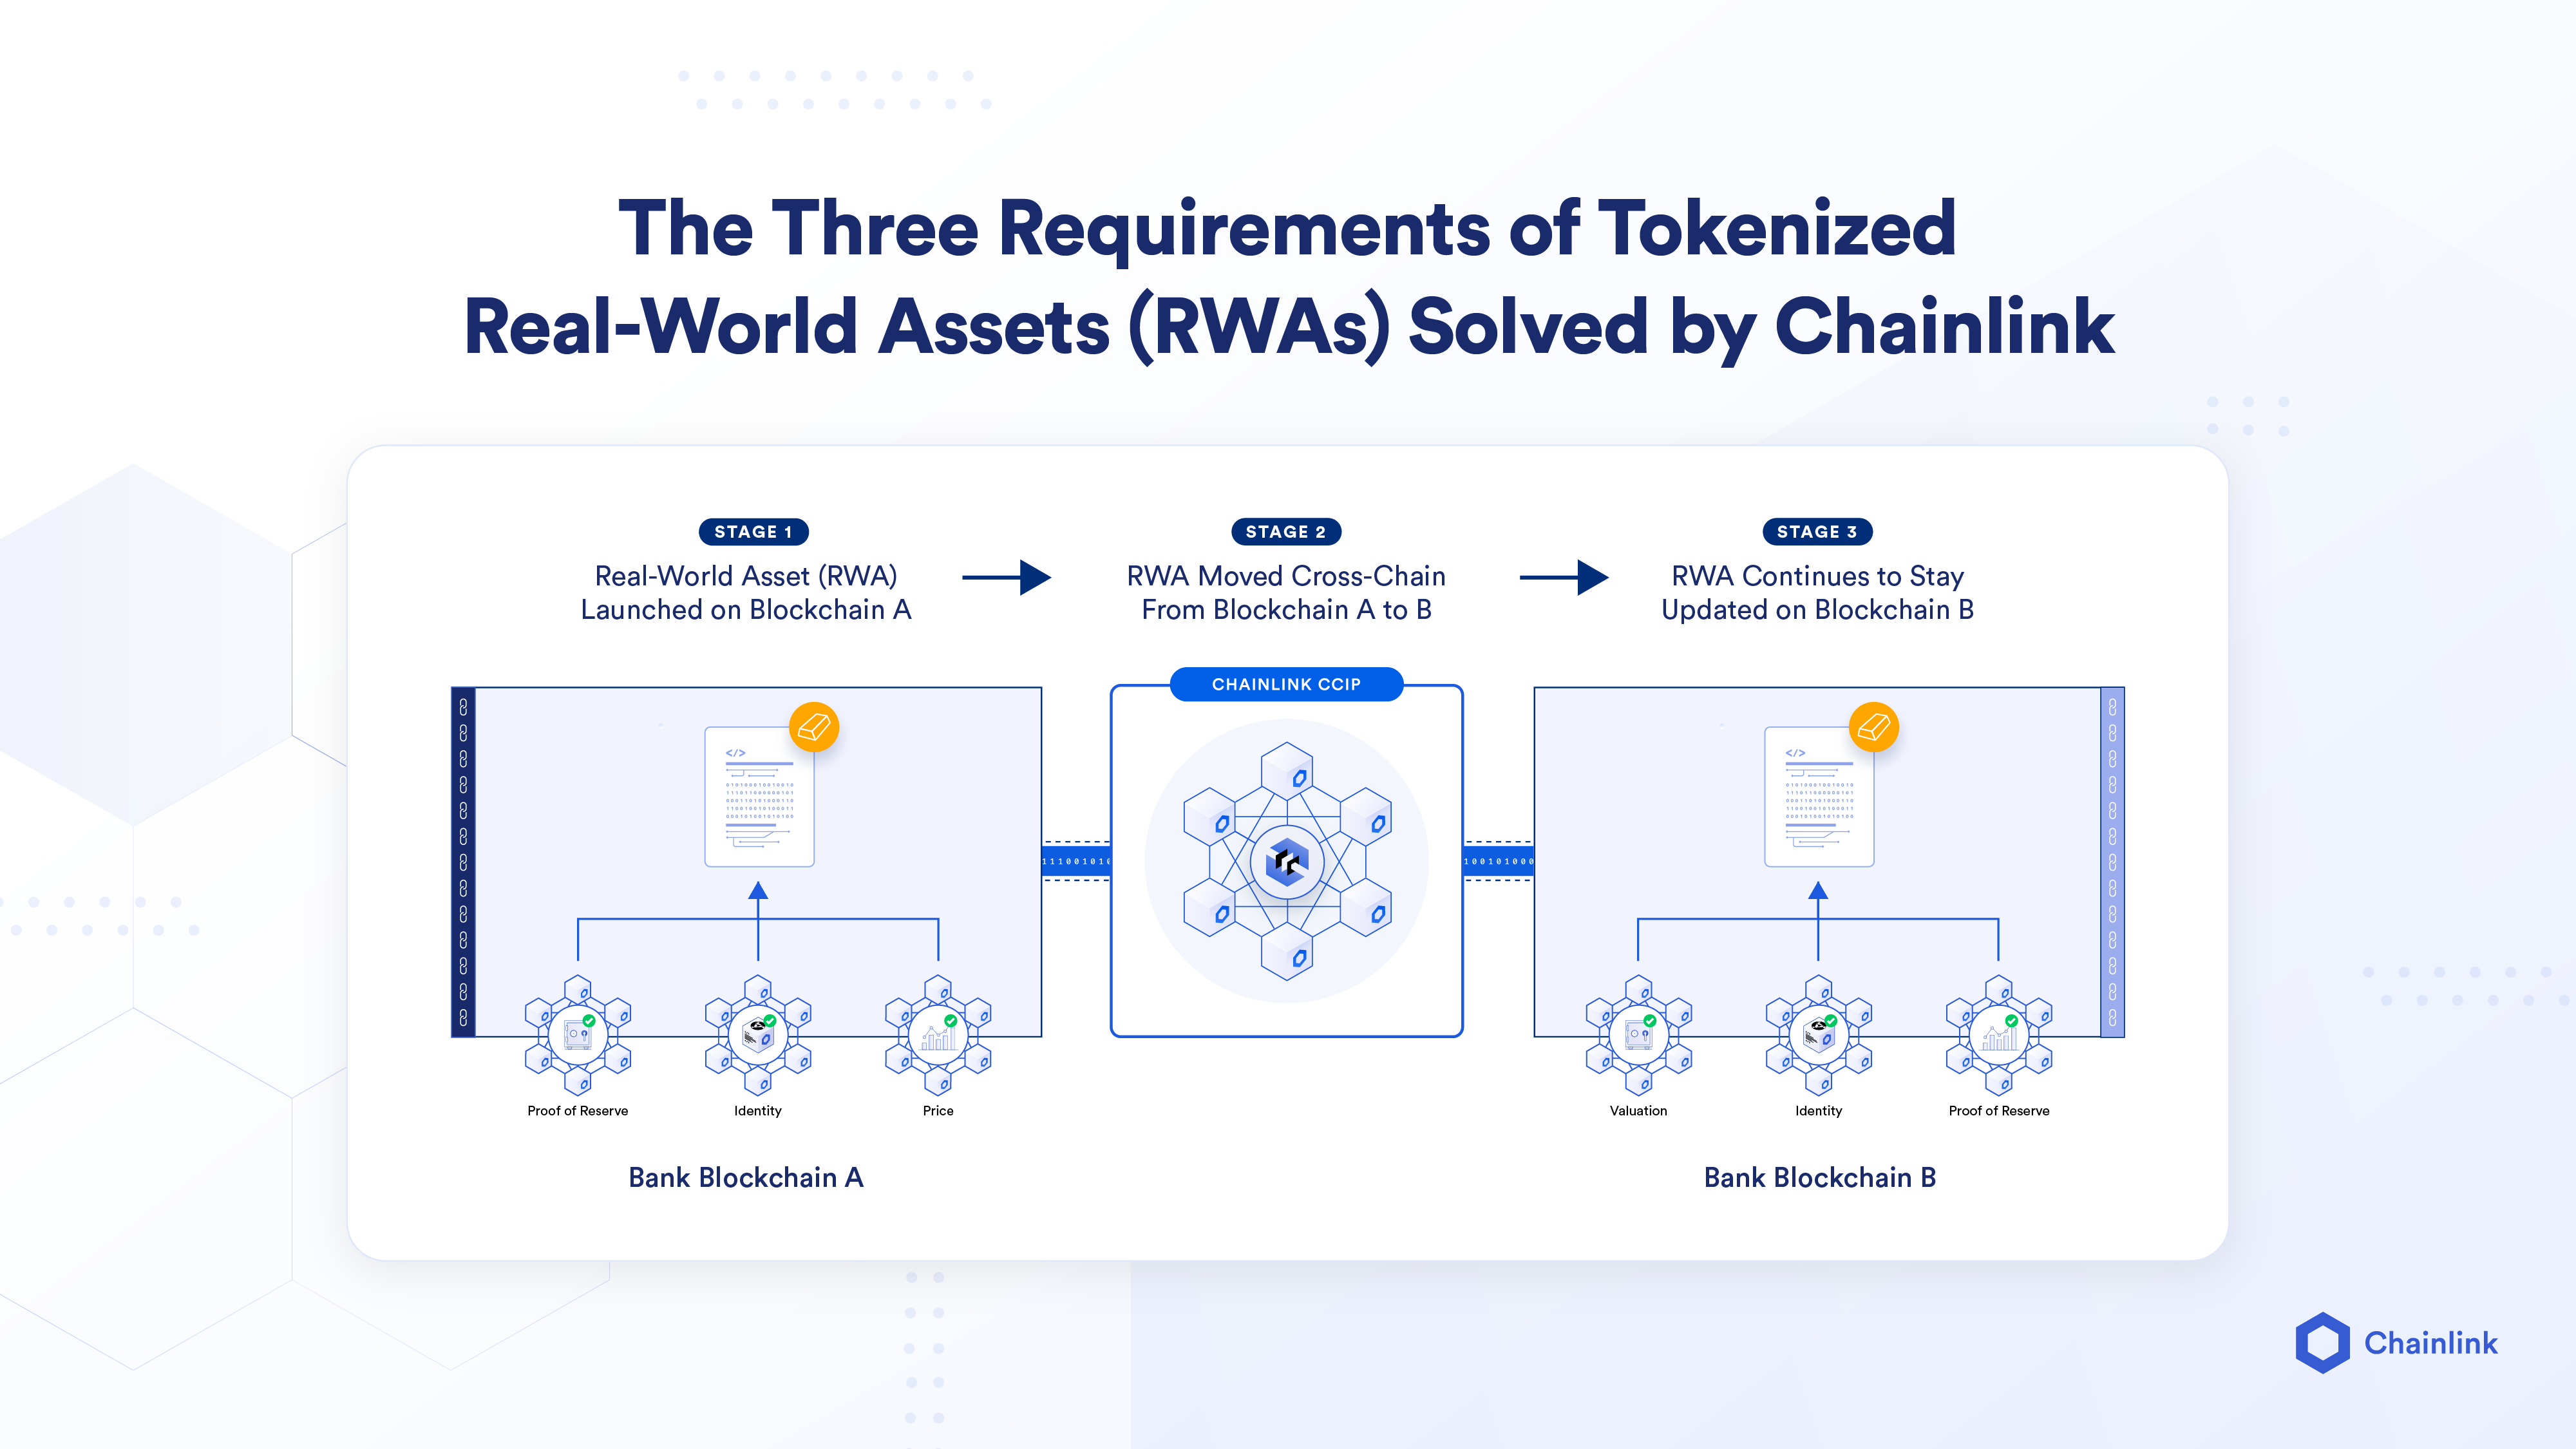 The Three Requirements of Tokenized
Real-World Assets (RWAs) Solved by Chainlink
STAGE 1
Real-World Asset (RWA)
Launched on Blockchain A
STAGE 2
RWA Moved Cross-Chain
From Blockchain A to B
STAGE 3
RWA Continues to Stay
Updated on Blockchain B
</>
CHAINLINK CCIP
</>
111001010
100101000
Proof of Reserve
Identity
Price
Valuation
Identity
Proof of Reserve
Bank Blockchain A
Bank Blockchain B
Chainlink